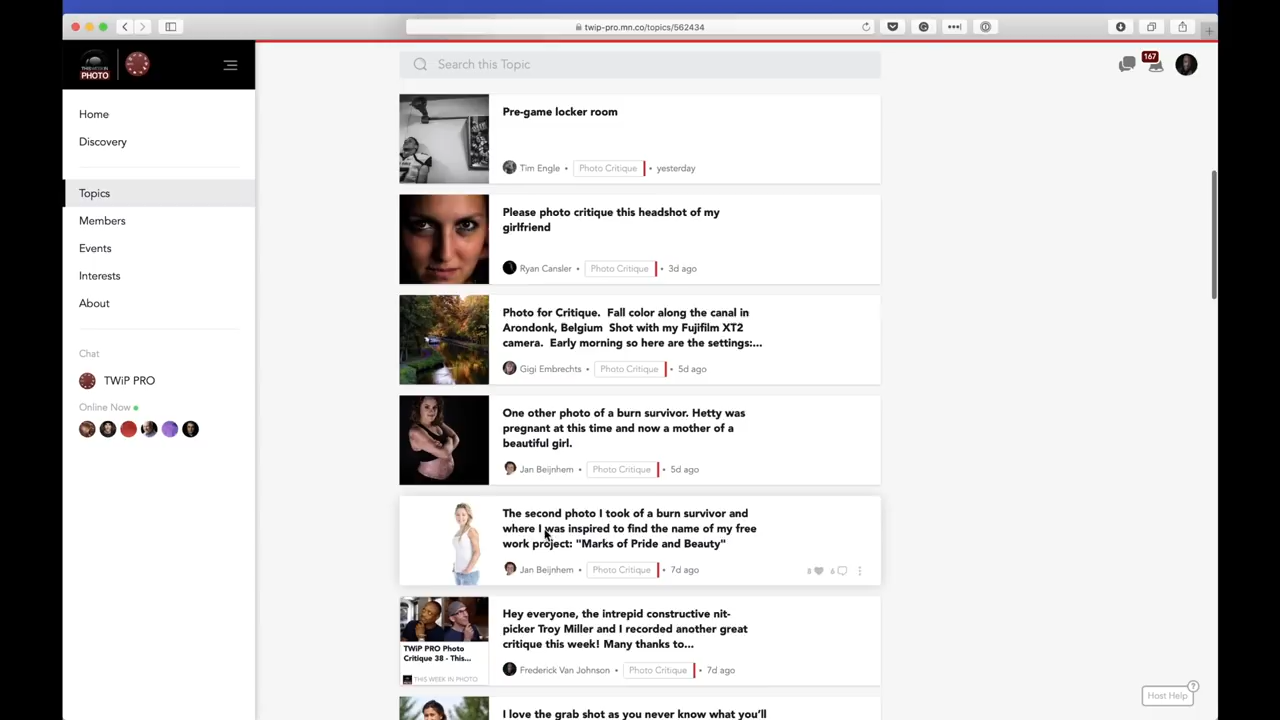 twip-pro.mn.co/topics/562434
THIS WEEK IN
PHOTO
Search this Topic
167
Home
Discovery
Topics
Members
Events
Interests
About
Chat
TWiP PRO
Online Now
Pre-game locker room
Tim Engle • Photo Critique • yesterday
Please photo critique this headshot of my
girlfriend
Ryan Cansler • Photo Critique • 3d ago
Photo for Critique. Fall color along the canal in
Arondonk, Belgium Shot with my Fujifilm XT2
camera. Early morning so here are the settings:...
Gigi Embrechts • Photo Critique • 5d ago
One other photo of a burn survivor. Hetty was
pregnant at this time and now a mother of a
beautiful girl.
Jan Beijnhem • Photo Critique • 5d ago
The second photo I took of a burn survivor and
where I was inspired to find the name of my free
work project: "Marks of Pride and Beauty"
Jan Beijnhem • Photo Critique • 7d ago
8 6
Hey everyone, the intrepid constructive nit-
picker Troy Miller and I recorded another great
critique this week! Many thanks to...
TWiP PRO Photo
Critique 38 - This...
THIS WEEK IN PHOTO
Frederick Van Johnson • Photo Critique • 7d ago
I love the grab shot as you never know what you'll
Host Help
?